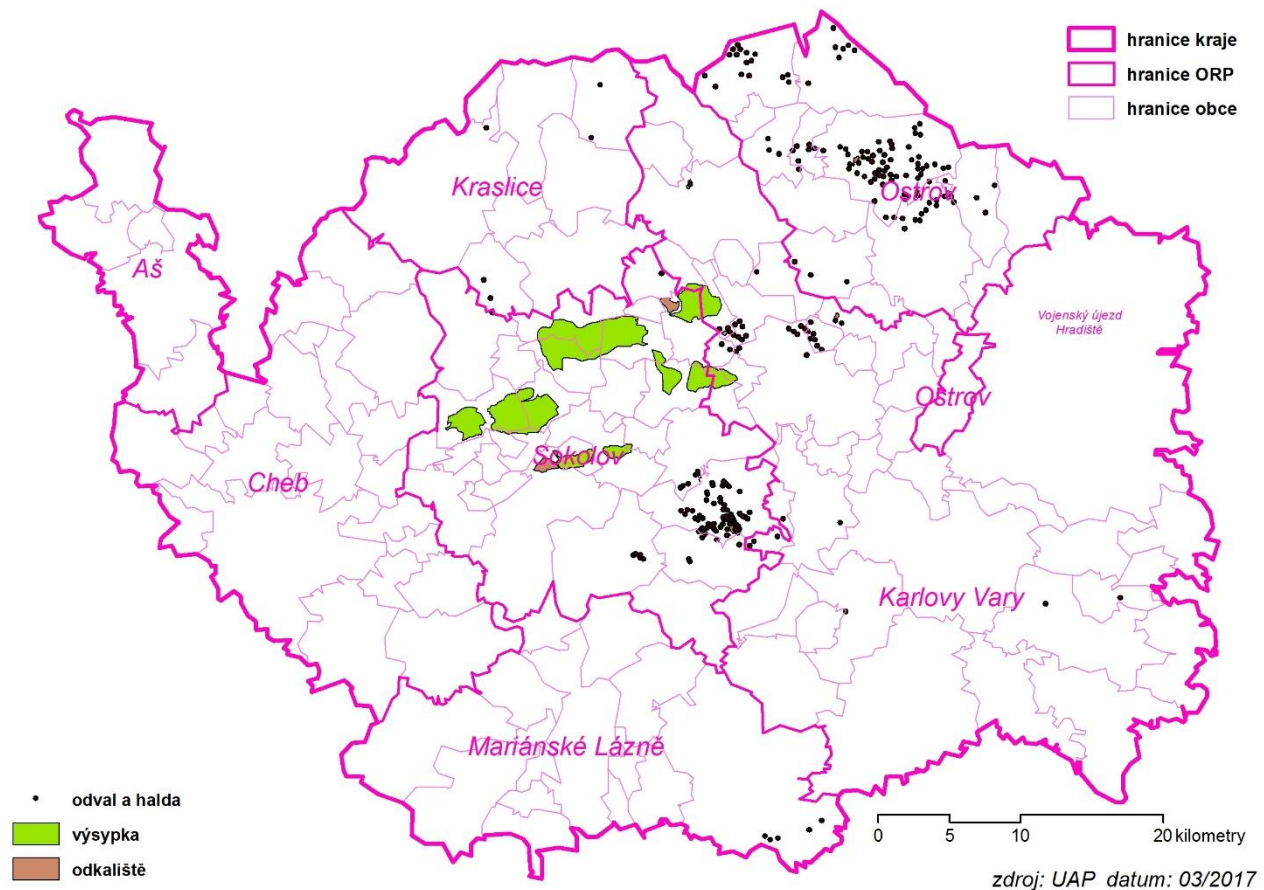 hranice kraje
hranice ORP
hranice obce
Kraslice
Ostrov
Aš
Vojenský újezd
Hradiště
Ostrov
Sokolov
Cheb
Karlovy Vary
Mariánské Lázně
odval a halda
výsypka
odkaliště
0 5 10 20 kilometry
zdroj: UAP datum: 03/2017